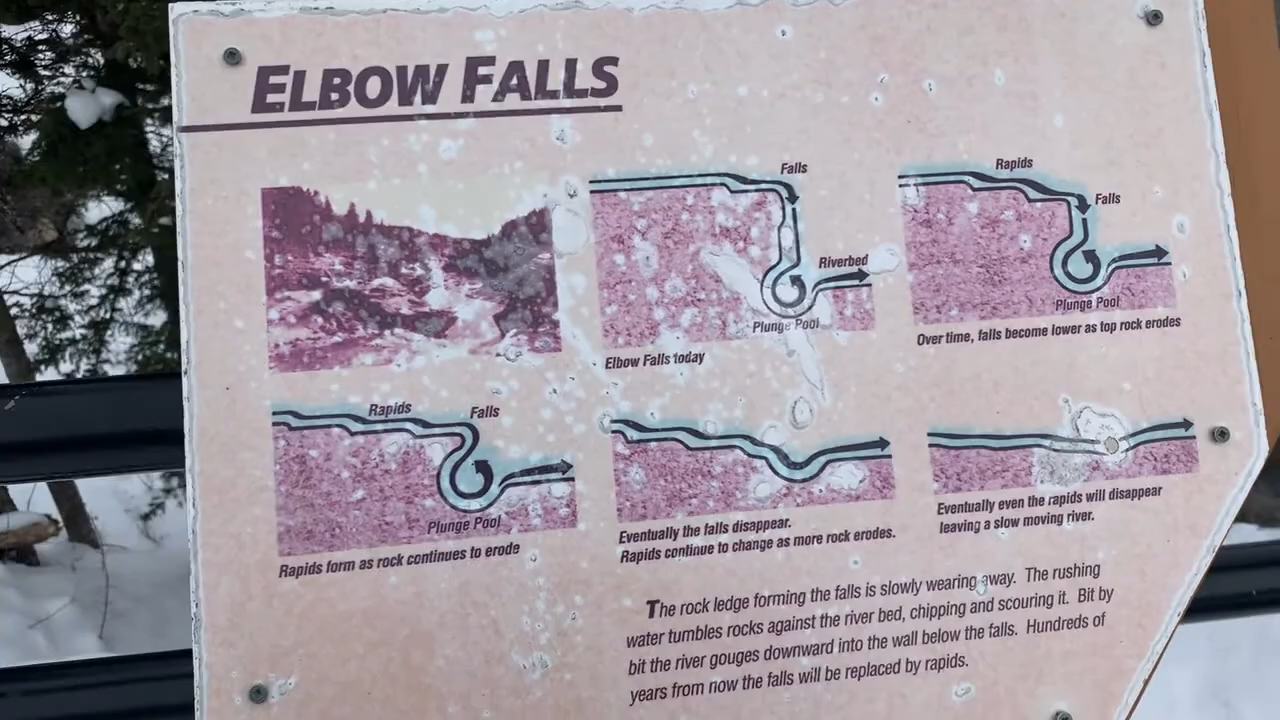 ELBOW FALLS
Falls
Riverbed
Plunge Pool
Elbow Falls today
Rapids
Falls
Plunge Pool
Over time, falls become lower as top rock erodes
Rapids
Falls
Plunge Pool
Rapids form as rock continues to erode
Eventually the falls disappear.
Rapids continue to change as more rock erodes.
Eventually even the rapids will disappear
leaving a slow moving river.
The rock ledge forming the falls is slowly wearing away. The rushing
water tumbles rocks against the river bed, chipping and scouring it. Bit by
bit the river gouges downward into the wall below the falls. Hundreds of
years from now the falls will be replaced by rapids.